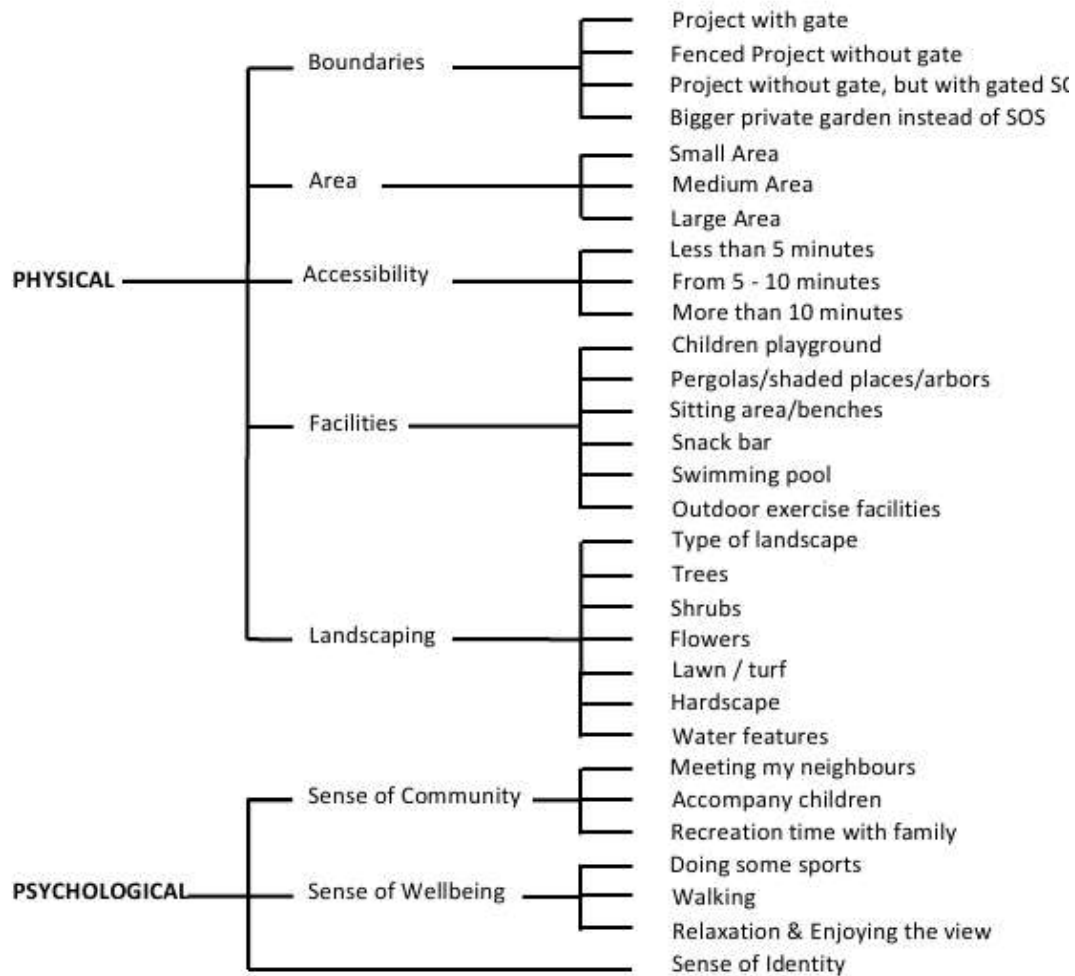 Project with gate
Boundaries
Fenced Project without gate
Project without gate, but with gated
Bigger private garden instead of SOS
Small Area
Area
Medium Area
Large Area
Less than 5 minutes
PHYSICAL
Accessibility
From 5 - 10 minutes
More than 10 minutes
Children playground
Pergolas/shaded places/arbors
Facilities
Sitting area/benches
Snack bar
Swimming pool
Outdoor exercise facilities
Type of landscape
Trees
Shrubs
Landscaping
Flowers
Lawn / turf
Hardscape
Water features
Meeting my neighbours
Sense of Community
Accompany children
Recreation time with family
Doing some sports
PSYCHOLOGICAL
Sense of Wellbeing
Walking
Relaxation & Enjoying the view
Sense of Identity